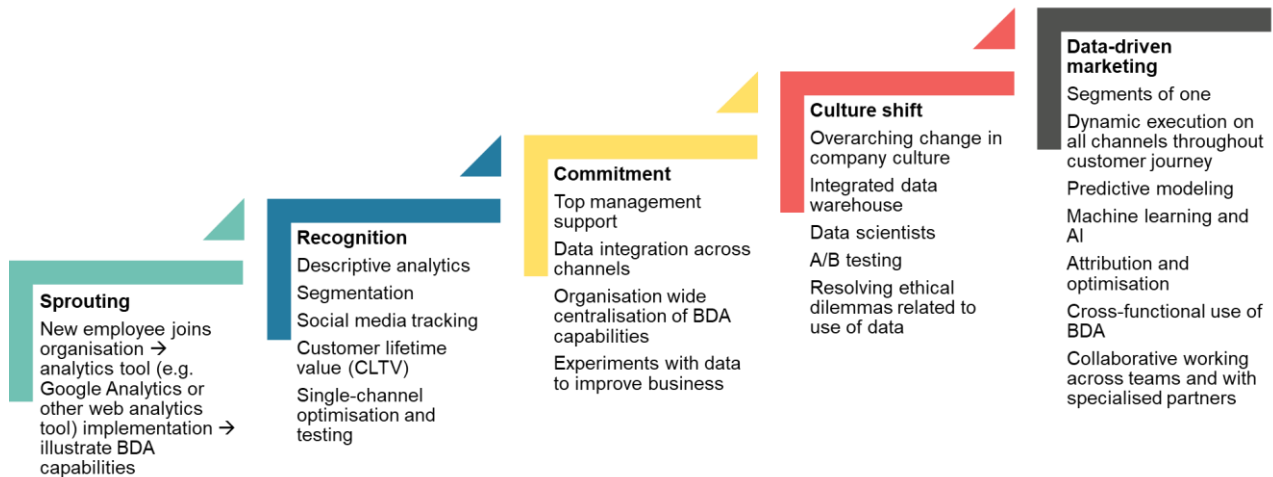 Sprouting
New employee joins
organisation →
analytics tool (e.g.
Google Analytics or
other web analytics
tool) implementation →
illustrate BDA
capabilities
Recognition
Descriptive analytics
Segmentation
Social media tracking
Customer lifetime
value (CLTV)
Single-channel
optimisation and
testing
Commitment
Top management
support
Data integration across
channels
Organisation wide
centralisation of BDA
capabilities
Experiments with data
to improve business
Culture shift
Overarching change in
company culture
Integrated data
warehouse
Data scientists
A/B testing
Resolving ethical
dilemmas related to
use of data
Data-driven
marketing
Segments of one
Dynamic execution on
all channels throughout
customer journey
Predictive modeling
Machine learning and
AI
Attribution and
optimisation
Cross-functional use of
BDA
Collaborative working
across teams and with
specialised partners